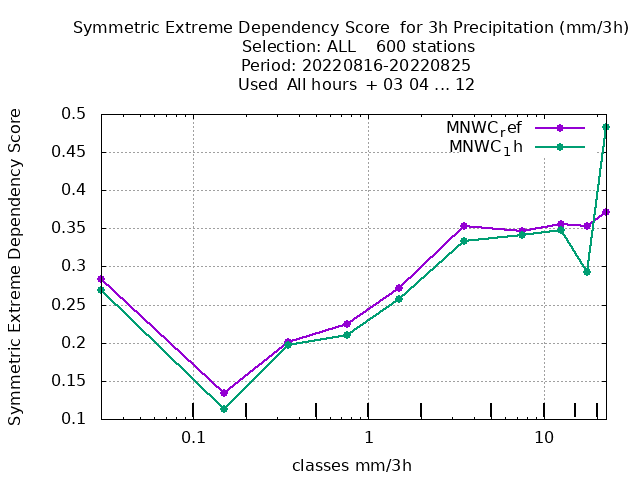 Symmetric Extreme Dependency Score  for 3h Precipitation (mm/3h)
Selection: ALL    600 stations
Period: 20220816-20220825
Used  All hours  + 03 04 ... 12
Symmetric Extreme Dependency Score
0.5
0.45
0.4
0.35
0.3
0.25
0.2
0.15
0.1
MNWCref
MNWC1h
0.1
1
10
classes mm/3h